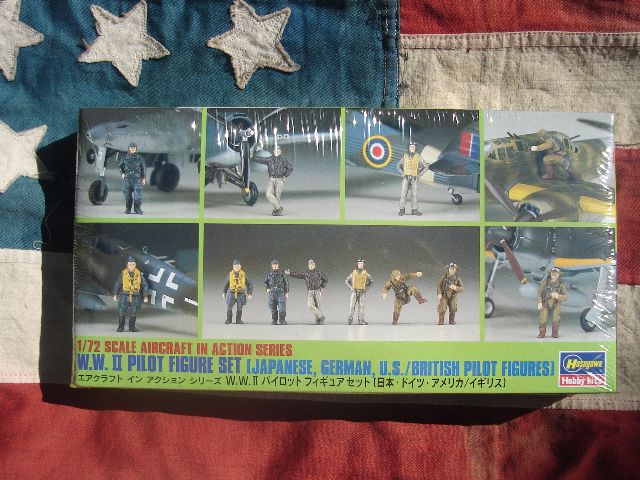 1/72 SCALE AIRCRAFT IN ACTION SERIES
W.W. II PILOT FIGURE SET [JAPANESE, GERMAN, U.S./BRITISH PILOT FIGURES]
エアクラフト イン アクション シリーズ W.W.II パイロット フィギュア セット [日本・ドイツ・アメリカ/イギリス]
Hasegawa
Hobby kits